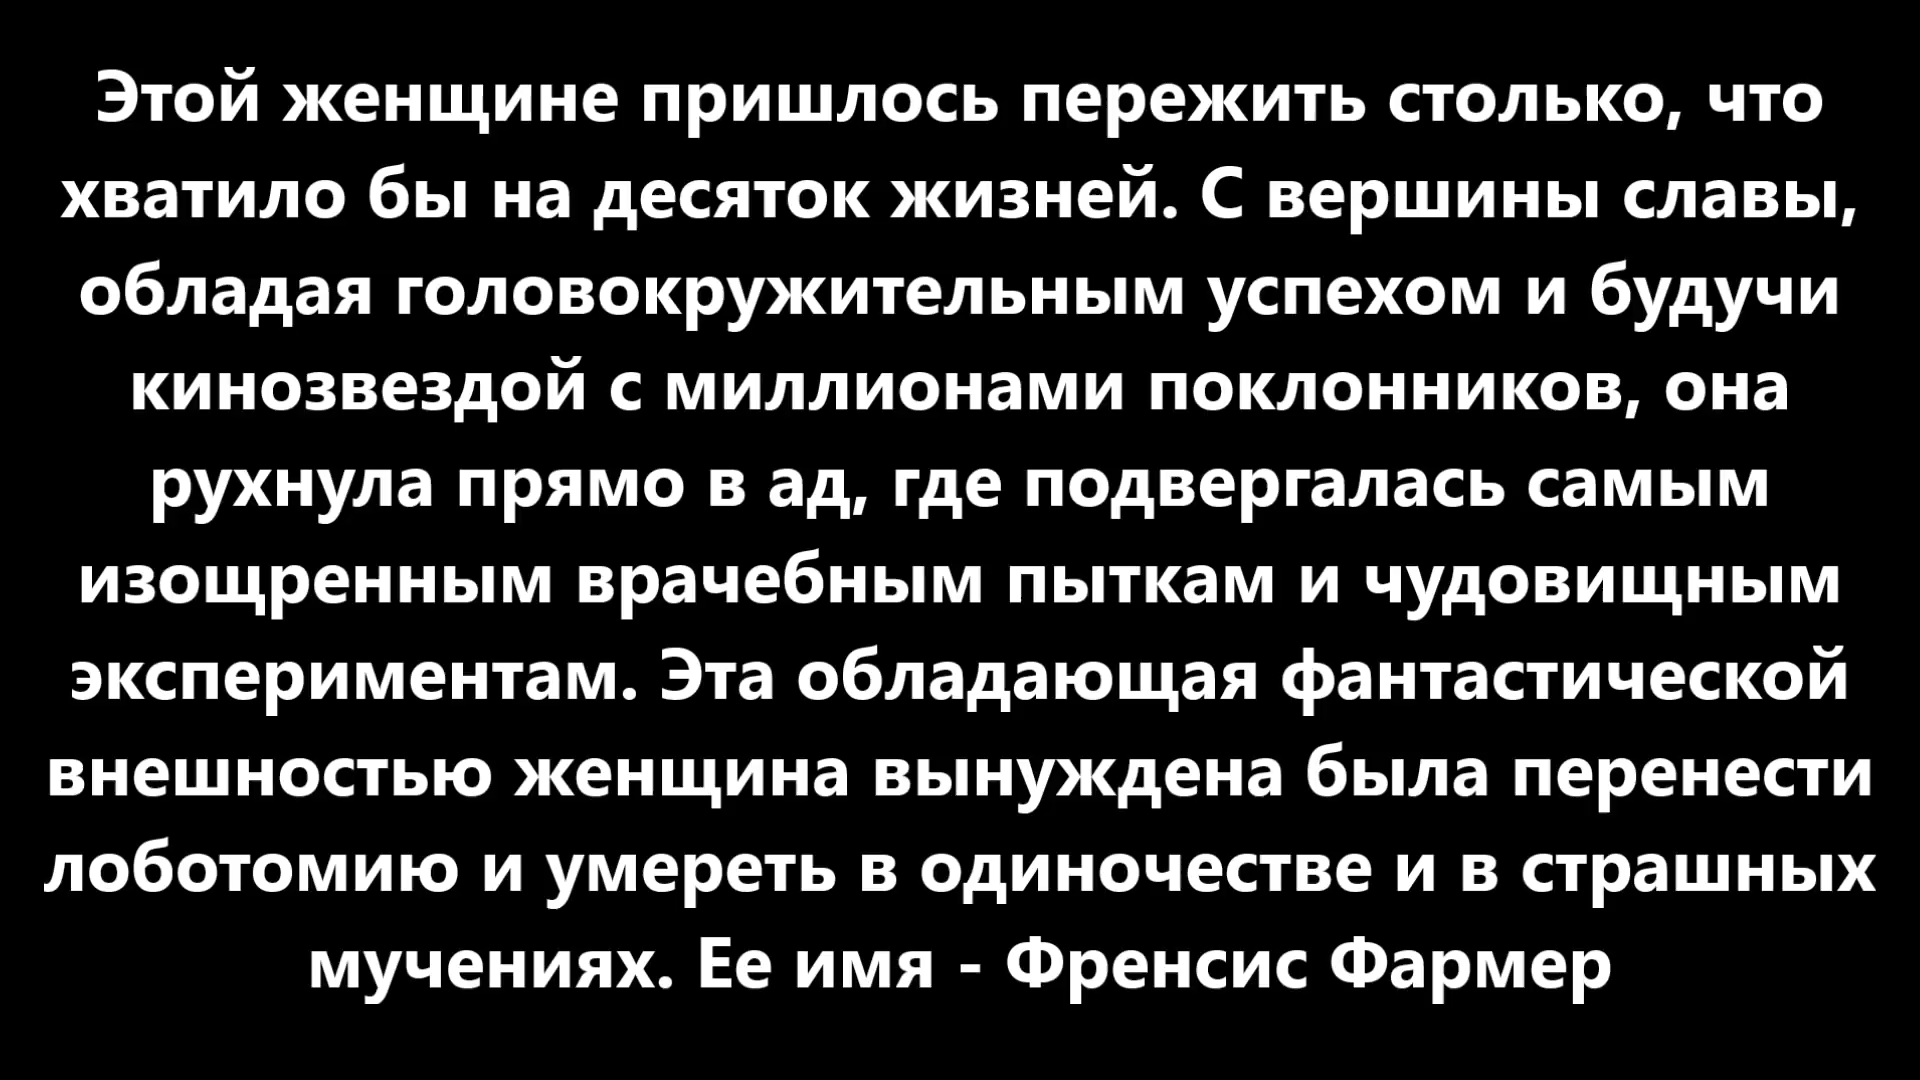 Этой женщине пришлось пережить столько, что
хватило бы на десяток жизней. С вершины славы,
обладая головокружительным успехом и будучи
кинозвездой с миллионами поклонников, она
рухнула прямо в ад, где подвергалась самым
изощренным врачебным пыткам и чудовищным
экспериментам. Эта обладающая фантастической
внешностью женщина вынуждена была перенести
лоботомию и умереть в одиночестве и в страшных
мучениях. Ее имя - Френсис Фармер